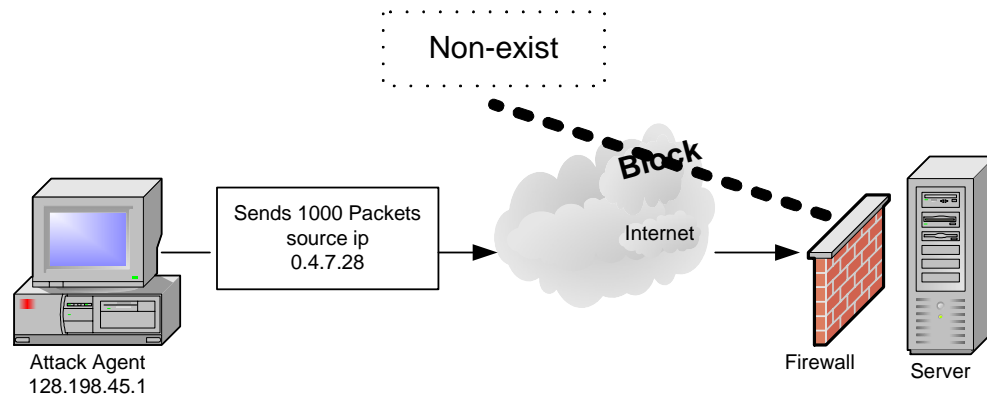 Non-exist
Block
Sends 1000 Packets
source ip
0.4.7.28
Internet
Attack Agent
128.198.45.1
Firewall
Server